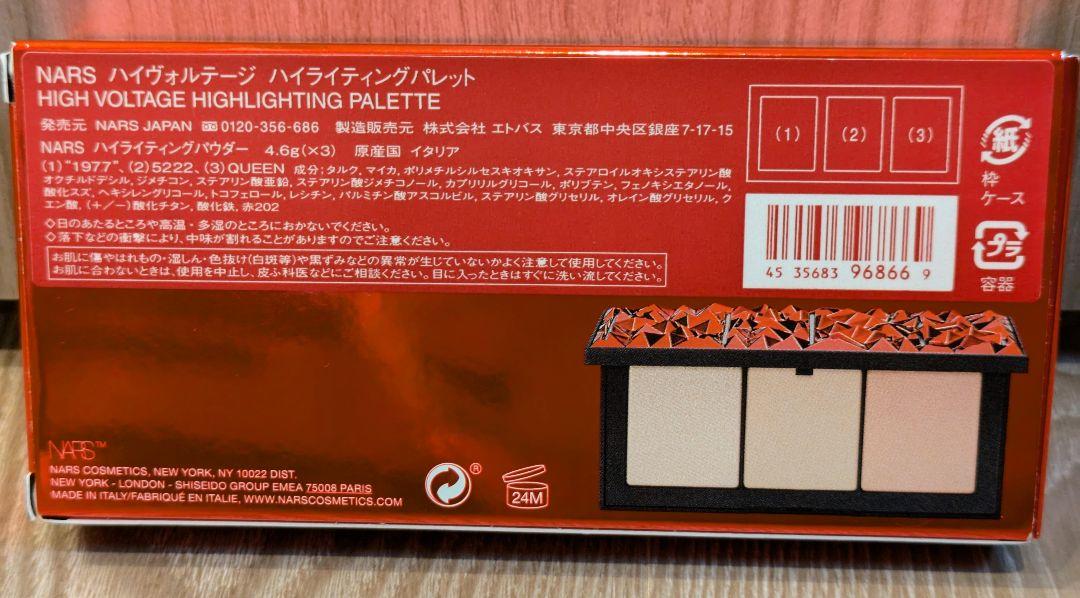 NARS ハイヴォルテージ ハイライティングパレット
HIGH VOLTAGE HIGHLIGHTING PALETTE
発売元 NARS JAPAN 0120-356-686 製造販売元 株式会社 エトバス 東京都中央区銀座7-17-15
NARS ハイライティングパウダー 4.6g(×3) 原産国 イタリア
(1)"1977"、(2)5222、(3)QUEEN 成分：タルク、マイカ、ポリメチルシルセスキオキサン、ステアロイルオキシステアリン酸
オクチルドデシル、ジメチコン、ステアリン酸亜鉛、ステアリン酸ジメチコノール、カプリリルグリコール、ポリブテン、フェノキシエタノール、
酸化スズ、ヘキシレングリコール、トコフェロール、レシチン、パルミチン酸アスコルビル、ステアリン酸グリセリル、オレイン酸グリセリル、ク
エン酸、(+/-)酸化チタン、酸化鉄、赤202
◇日のあたるところや高温・多湿のところにおかないでください。
◇落下などの衝撃により、中味が割れることがありますのでご注意ください。
お肌に傷やはれもの・湿しん・色抜け(白斑等)や黒ずみなどの異常が生じていないかよく注意して使用してください。
お肌に合わないときは、使用を中止し、皮ふ科医などにご相談ください。目に入ったときはすぐに洗い流してください。
(1) (2) (3)
4535683968669
紙
枠
ケース
プラ
容器
NARS™
NARS COSMETICS, NEW YORK, NY 10022 DIST.
NEW YORK - LONDON - SHISEIDO GROUP EMEA 75008 PARIS
MADE IN ITALY/FABRIQUÉ EN ITALIE, WWW.NARSCOSMETICS.COM
®
24M